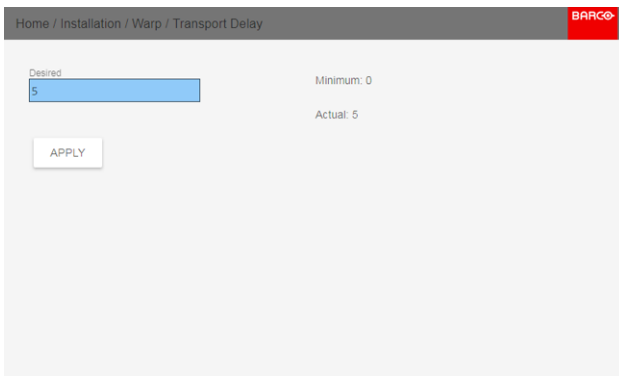 Home / Installation / Warp / Transport Delay
BARCO
Desired
5
Minimum: 0
Actual: 5
APPLY